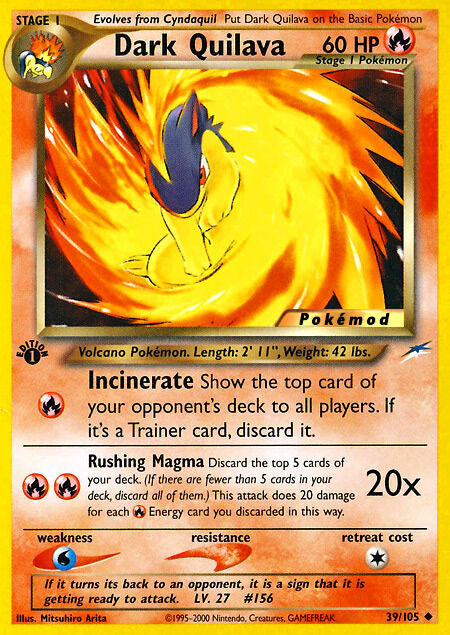 STAGE 1 Evolves from Cyndaquil Put Dark Quilava on the Basic Pokémon
Dark Quilava 60 HP
Stage 1 Pokémon
Pokémod
EDITION 1
Volcano Pokémon. Length: 2' 11", Weight: 42 lbs.
Incinerate Show the top card of
your opponent's deck to all players. If
it's a Trainer card, discard it.
Rushing Magma Discard the top 5 cards of
your deck. (If there are fewer than 5 cards in your
deck, discard all of them.) This attack does 20 damage
for each Energy card you discarded in this way.
20x
weakness resistance retreat cost
If it turns its back to an opponent, it is a sign that it is
getting ready to attack. LV. 27 #156
Illus. Mitsuhiro Arita ©1995-2000 Nintendo, Creatures, GAMEFREAK. 39/105